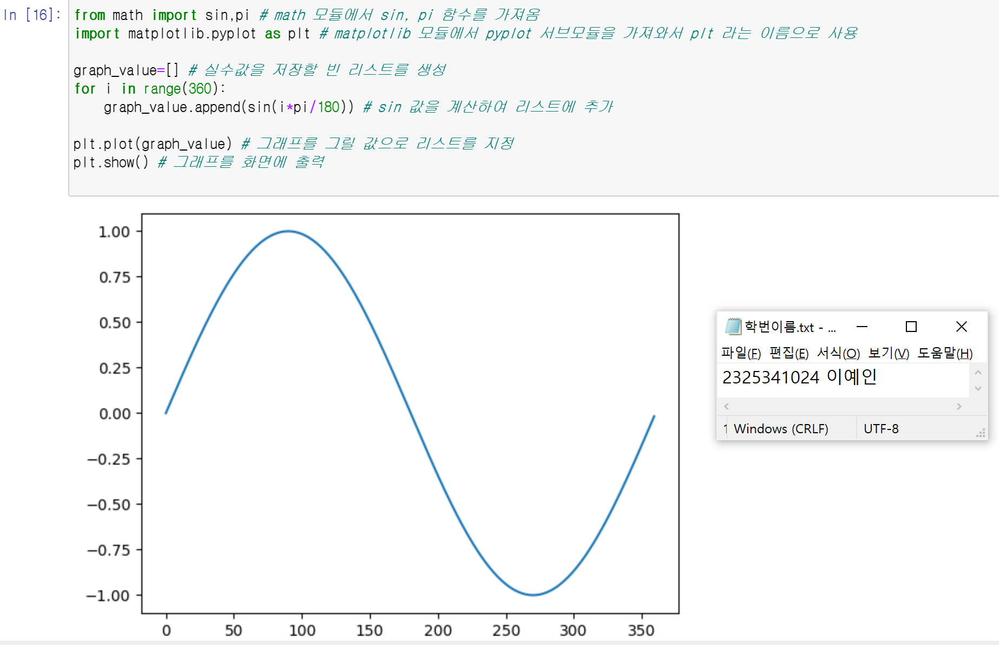 In [16]:
from math import sin,pi # math 모듈에서 sin, pi 함수를 가져옴
import matplotlib.pyplot as plt # matplotlib 모듈에서 pyplot 서브모듈을 가져와서 plt 라는 이름으로 사용
graph_value=[] # 실수값을 저장할 빈 리스트를 생성
for i in range(360):
    graph_value.append(sin(i*pi/180)) # sin 값을 계산하여 리스트에 추가
plt.plot(graph_value) # 그래프를 그릴 값으로 리스트를 지정
plt.show() # 그래프를 화면에 출력
1.00
0.75
0.50
0.25
0.00
−0.25
−0.50
−0.75
−1.00
0 50 100 150 200 250 300 350
학번이름.txt - ...
파일(F) 편집(E) 서식(O) 보기(V) 도움말(H)
2325341024 이예인
1 Windows (CRLF) UTF-8